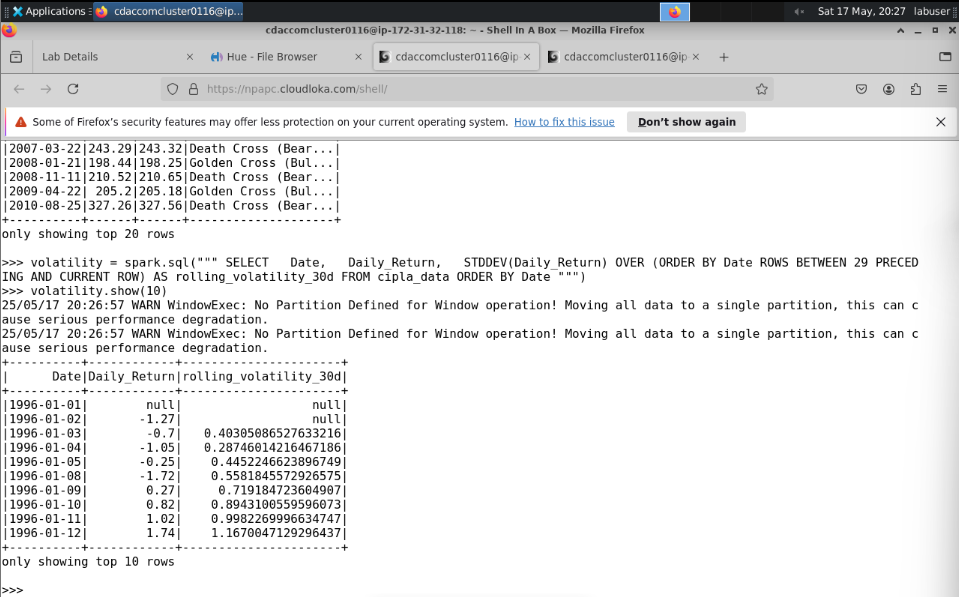 Applications : cdaccomcluster0116@ip... Sat 17 May, 20:27 labuser
cdaccomcluster0116@ip-172-31-32-118: ~ - Shell In A Box — Mozilla Firefox
Lab Details × Hue - File Browser × cdaccomcluster0116@ip × cdaccomcluster0116@ip × +
https://npapc.cloudloka.com/shell/
Some of Firefox's security features may offer less protection on your current operating system. How to fix this issue Don't show again
|2007-03-22|243.29|243.32|Death Cross (Bear...|
|2008-01-21|198.44|198.25|Golden Cross (Bul...|
|2008-11-11|210.52|210.65|Death Cross (Bear...|
|2009-04-22| 205.2|205.18|Golden Cross (Bul...|
|2010-08-25|327.26|327.56|Death Cross (Bear...|
+----------+------+------+--------------------+
only showing top 20 rows
>>> volatility = spark.sql(""" SELECT   Date,   Daily_Return,   STDDEV(Daily_Return) OVER (ORDER BY Date ROWS BETWEEN 29 PRECED
ING AND CURRENT ROW) AS rolling_volatility_30d FROM cipla_data ORDER BY Date """)
>>> volatility.show(10)
25/05/17 20:26:57 WARN WindowExec: No Partition Defined for Window operation! Moving all data to a single partition, this can c
ause serious performance degradation.
25/05/17 20:26:57 WARN WindowExec: No Partition Defined for Window operation! Moving all data to a single partition, this can c
ause serious performance degradation.
+----------+------------+----------------------+
|      Date|Daily_Return|rolling_volatility_30d|
+----------+------------+----------------------+
|1996-01-01|        null|                  null|
|1996-01-02|       -1.27|                  null|
|1996-01-03|        -0.7|   0.40305086527633216|
|1996-01-04|       -1.05|   0.28746014216467186|
|1996-01-05|       -0.25|    0.4452246623896749|
|1996-01-08|       -1.72|    0.5581845572926575|
|1996-01-09|        0.27|     0.719184723604907|
|1996-01-10|        0.82|    0.8943100559596073|
|1996-01-11|        1.02|    0.9982269996634747|
|1996-01-12|        1.74|    1.1670047129296437|
+----------+------------+----------------------+
only showing top 10 rows
>>>